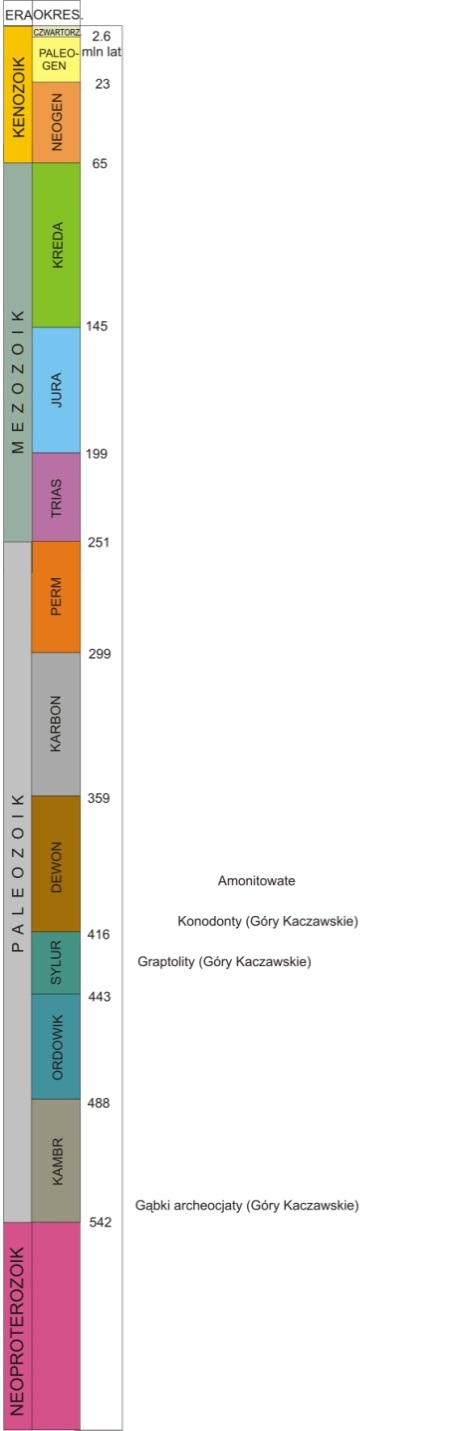 ERA OKRES.
CZWARTORZ
2.6
mln lat
PALEO-
GEN
23
KENOZOIK
NEOGEN
65
KREDA
145
MEZOZOIK
JURA
199
TRIAS
251
PERM
299
KARBON
359
PALEOZOIK
DEWON
Amonitowate
Konodonty (Góry Kaczawskie)
416
SYLUR
Graptolity (Góry Kaczawskie)
443
ORDOWIK
488
KAMBR
Gąbki archeocjaty (Góry Kaczawskie)
542
NEOPROTEROZOIK